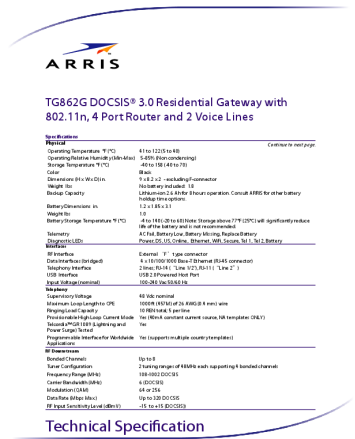 ARRIS
TG862G DOCSIS® 3.0 Residential Gateway with
802.11n, 4 Port Router and 2 Voice Lines
Specifications
Physical
Continue to next page
Operating Temperature °F (°C) 41 to 122 (5 to 40)
Operating Relative Humidity (Min-Max) 5-85% (Non condensing)
Storage Temperature °F (°C) -40 to 158 (-40 to 70)
Color Black
Dimensions (H x W x D) in. 9 x 8.2 x 2 - excluding F-connector
Weight lbs No battery included: 1.8
Backup Capacity Lithium-ion 2.6 Ah for 8 hours operation. Consult ARRIS for other battery
holdup time options.
Battery Dimensions in. 1.2 x 1.85 x 3.1
Weight lbs 1.0
Battery Storage Temperature °F (°C) -4 to 140 (-20 to 60) Note: Storage above 77°F (25°C) will significantly reduce
life of the battery and is not recommended.
Telemetry AC Fail, Battery Low, Battery Missing, Replace Battery
Diagnostic LEDs Power, DS, US, Online, Ethernet, Wifi, Secure, Tel 1, Tel 2, Battery
Interfaces
RF Interface External “F” type connector
Data Interfaces (bridged) 4 x 10/100/1000 Base-T Ethernet (RJ-45 connector)
Telephony Interface 2 lines: RJ-14 (“Line 1/2”), RJ-11 (“Line 2”)
USB Interface USB 2.0 Powered Host Port
Input Voltage (nominal) 100-240 Vac 50/60 Hz
Telephony
Supervisory Voltage 48 Vdc nominal
Maximum Loop Length to CPE 1000 ft (457M) of 26 AWG (0.4 mm) wire
Ringing Load Capacity 10 REN total, 5 per line
Provisionable High Loop Current Mode Yes (40mA constant current source, NA templates ONLY)
Telcordia™ GR1089 (Lightning and Yes
Power Surge) Tested
Programmable Interface for Worldwide Yes (supports multiple country templates)
Applications
RF Downstream
Bonded Channels Up to 8
Tuner Configuration 2 tuning ranges of 48MHz each supporting 4 bonded channels
Frequency Range (MHz) 108-1002 DOCSIS
Carrier Bandwidth (MHz) 6 (DOCSIS)
Modulation (QAM) 64 or 256
Data Rate (Mbps Max.) Up to 320 DOCSIS
RF Input Sensitivity Level (dBmV) -15 to +15 (DOCSIS)
Technical Specification